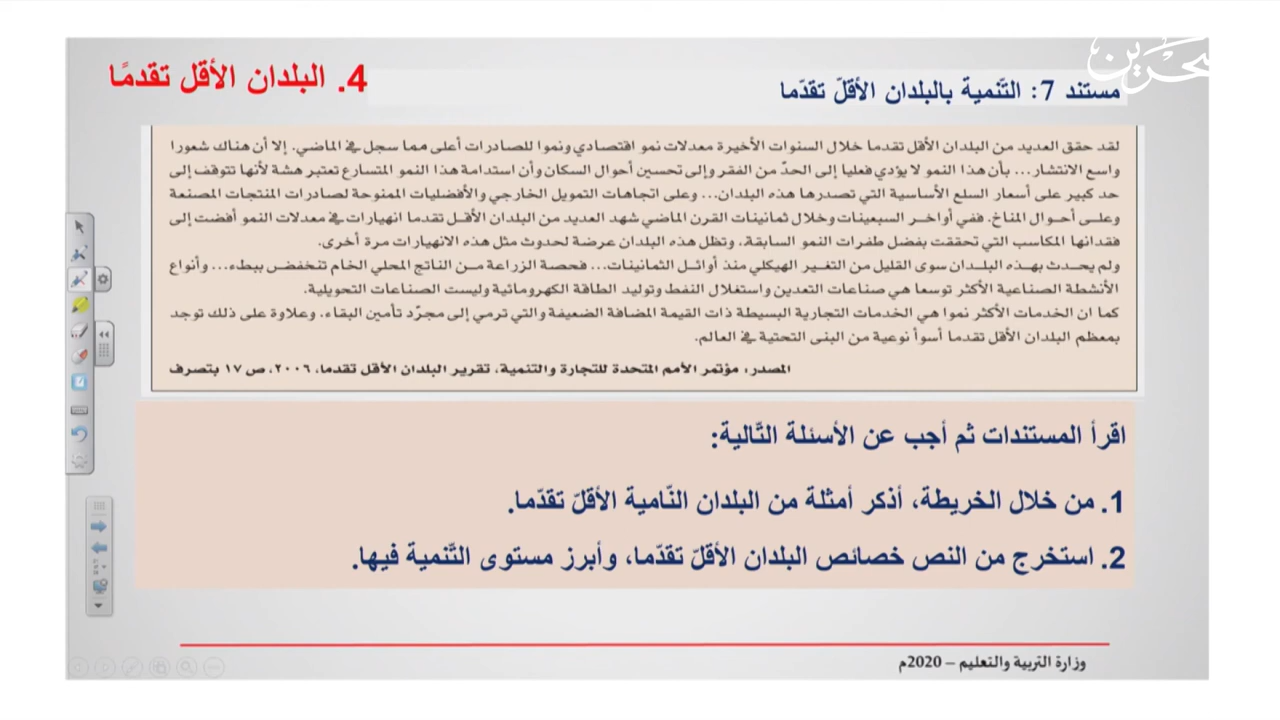 البحرين
4. البلدان الأقل تقدمًا
مستند 7: التّنمية بالبلدان الأقلّ تقدّما
لقد حقق العديد من البلدان الأقل تقدما خلال السنوات الأخيرة معدلات نمو اقتصادي ونموا للصادرات أعلى مما سجل في الماضي. إلا أن هناك شعورا
واسع الانتشار... بأن هذا النمو لا يؤدي فعليا إلى الحدّ من الفقر وإلى تحسين أحوال السكان وأن استدامة هذا النمو المتسارع تعتبر هشة لأنها تتوقف إلى
حد كبير على أسعار السلع الأساسية التي تصدرها هذه البلدان... وعلى اتجاهات التمويل الخارجي والأفضليات الممنوحة لصادرات المنتجات المصنعة
وعلى أحوال المناخ. ففي أواخر السبعينات وخلال ثمانينات القرن الماضي شهد العديد من البلدان الأقل تقدما انهيارات في معدلات النمو أفضت إلى
فقدانها المكاسب التي تحققت بفضل طفرات النمو السابقة، وتظل هذه البلدان عرضة لحدوث مثل هذه الانهيارات مرة أخرى.
ولم يحدث بهذه البلدان سوى القليل من التغير الهيكلي منذ أوائل الثمانينات... فحصة الزراعة من الناتج المحلي الخام تنخفض ببطء... وأنواع
الأنشطة الصناعية الأكثر توسعا هي صناعات التعدين واستغلال النفط وتوليد الطاقة الكهرومائية وليست الصناعات التحويلية.
كما ان الخدمات الأكثر نموا هي الخدمات التجارية البسيطة ذات القيمة المضافة الضعيفة والتي ترمي إلى مجرّد تأمين البقاء. وعلاوة على ذلك توجد
بمعظم البلدان الأقل تقدما أسوأ نوعية من البنى التحتية في العالم.
المصدر: مؤتمر الأمم المتحدة للتجارة والتنمية، تقرير البلدان الأقل تقدما، ٢٠٠٦، ص ١٧ بتصرف
اقرأ المستندات ثم أجب عن الأسئلة التّالية:
1. من خلال الخريطة، أذكر أمثلة من البلدان النّامية الأقلّ تقدّما.
2. استخرج من النص خصائص البلدان الأقلّ تقدّما، وأبرز مستوى التّنمية فيها.
وزارة التربية والتعليم – 2020م